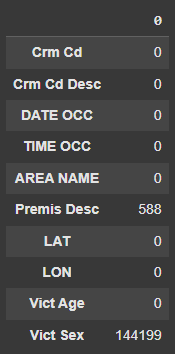 0
Crm Cd 0
Crm Cd Desc 0
DATE OCC 0
TIME OCC 0
AREA NAME 0
Premis Desc 588
LAT 0
LON 0
Vict Age 0
Vict Sex 144199